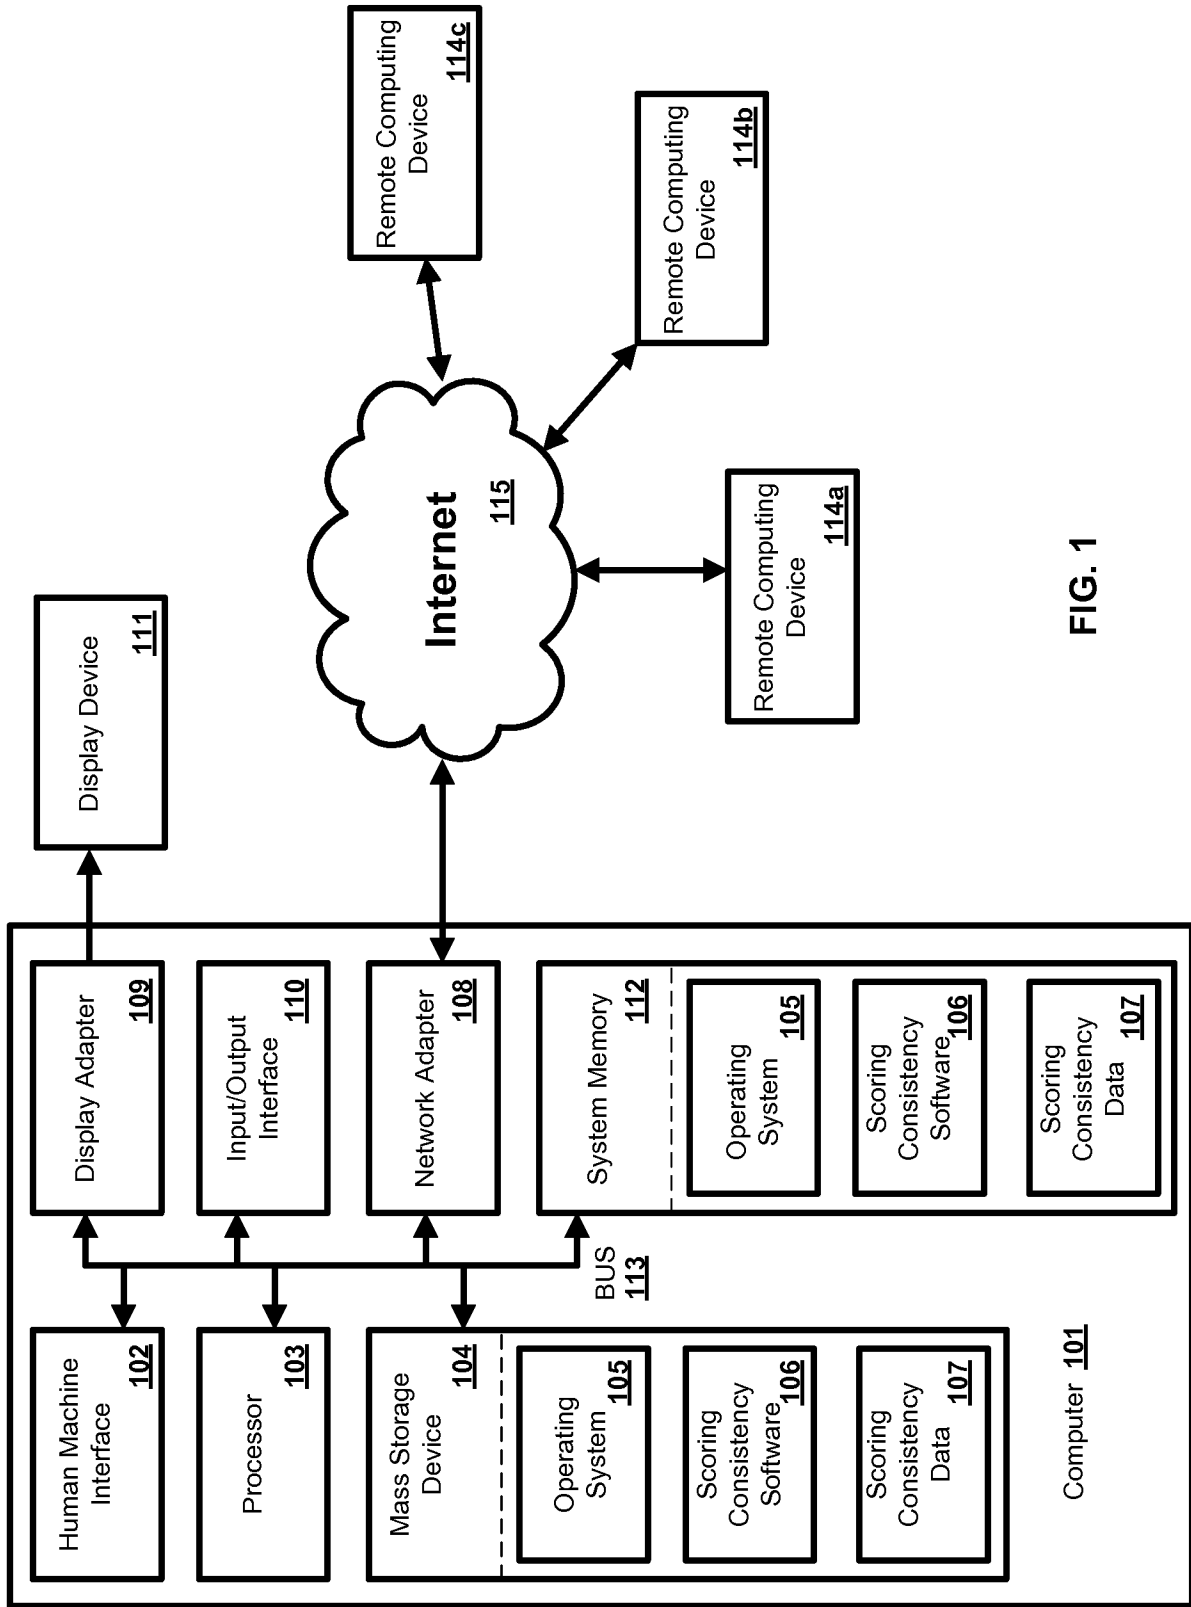 Human Machine
Interface
102
Processor
103
Mass Storage
Device
104
Operating
System
105
Scoring
Consistency
Software
106
Scoring
Consistency
Data
107
Computer 101
BUS
113
Display Adapter
109
Input/Output
Interface
110
Network Adapter
108
System Memory
112
Operating
System
105
Scoring
Consistency
Software
106
Scoring
Consistency
Data
107
Display Device
111
Internet
115
Remote Computing
Device
114a
Remote Computing
Device
114b
Remote Computing
Device
114c
FIG. 1